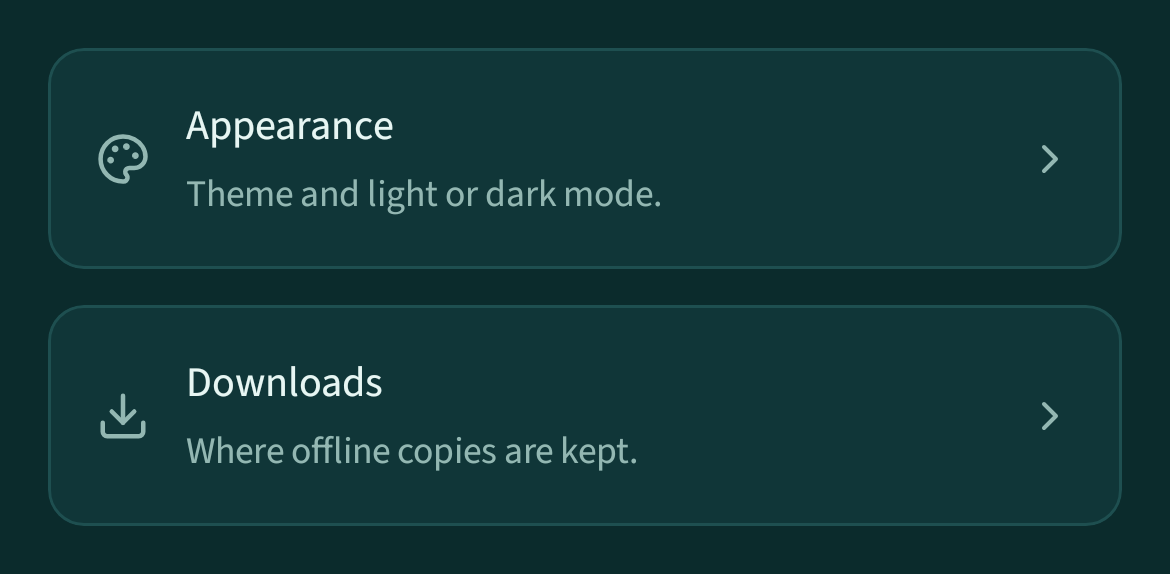 Appearance
Theme and light or dark mode.
Downloads
Where offline copies are kept.